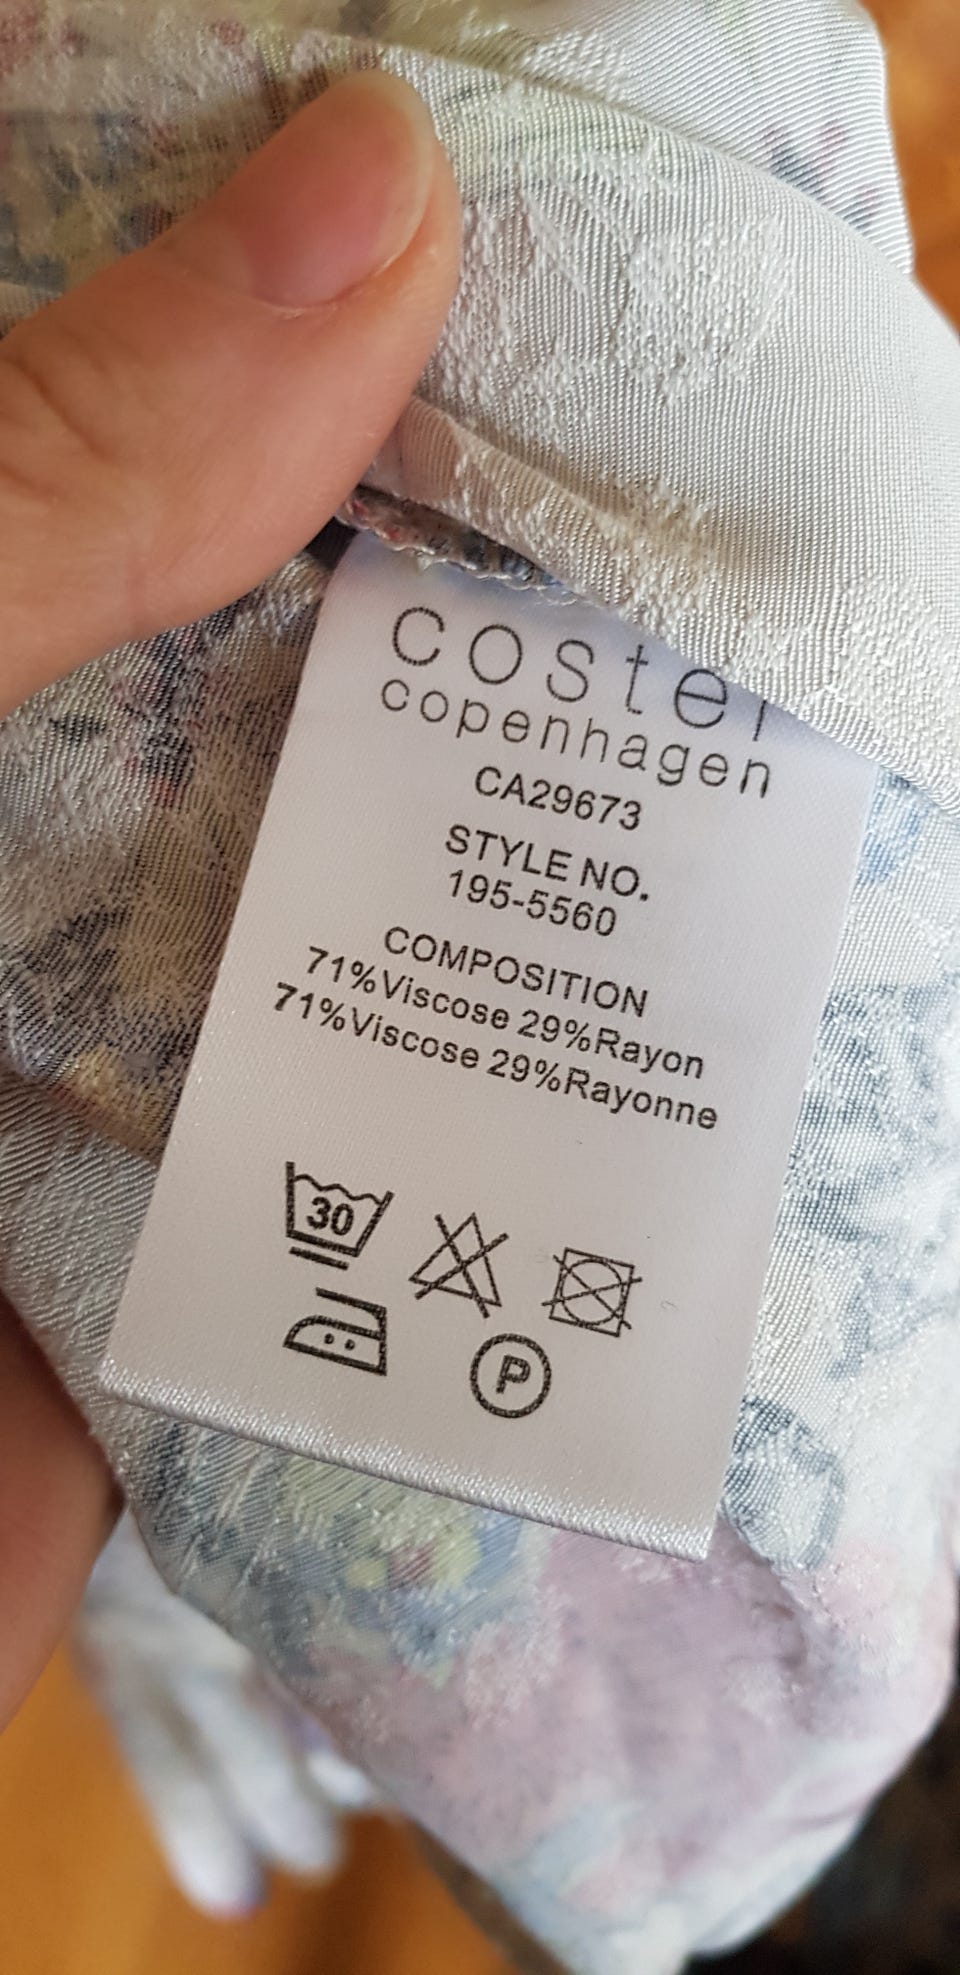 coster
copenhagen
CA29673
STYLE NO.
195-5560
COMPOSITION
71%Viscose 29%Rayon
71%Viscose 29%Rayonne
30
P